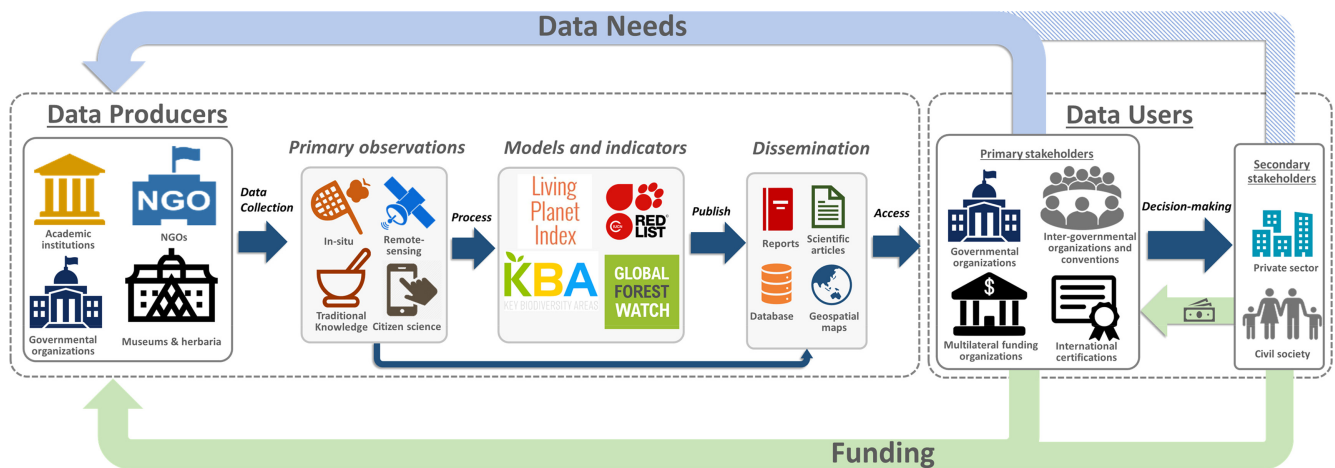 Data Needs
Data Producers
Academic
institutions
NGO
NGOs
Governmental
organizations
Museums & herbaria
Data
Collection
Primary observations
In-situ
Remote-
sensing
Traditional
Knowledge
Citizen science
Process
Models and indicators
Living
Planet
Index
RED
LIST
KBA
KEY BIODIVERSITY AREAS
GLOBAL
FOREST
WATCH
Publish
Dissemination
Reports
Scientific
articles
Database
Geospatial
maps
Access
Data Users
Primary stakeholders
Governmental
organizations
Inter-governmental
organizations and
conventions
$
Multilateral funding
organizations
International
certifications
Decision-making
Secondary
stakeholders
Private sector
Civil society
Funding